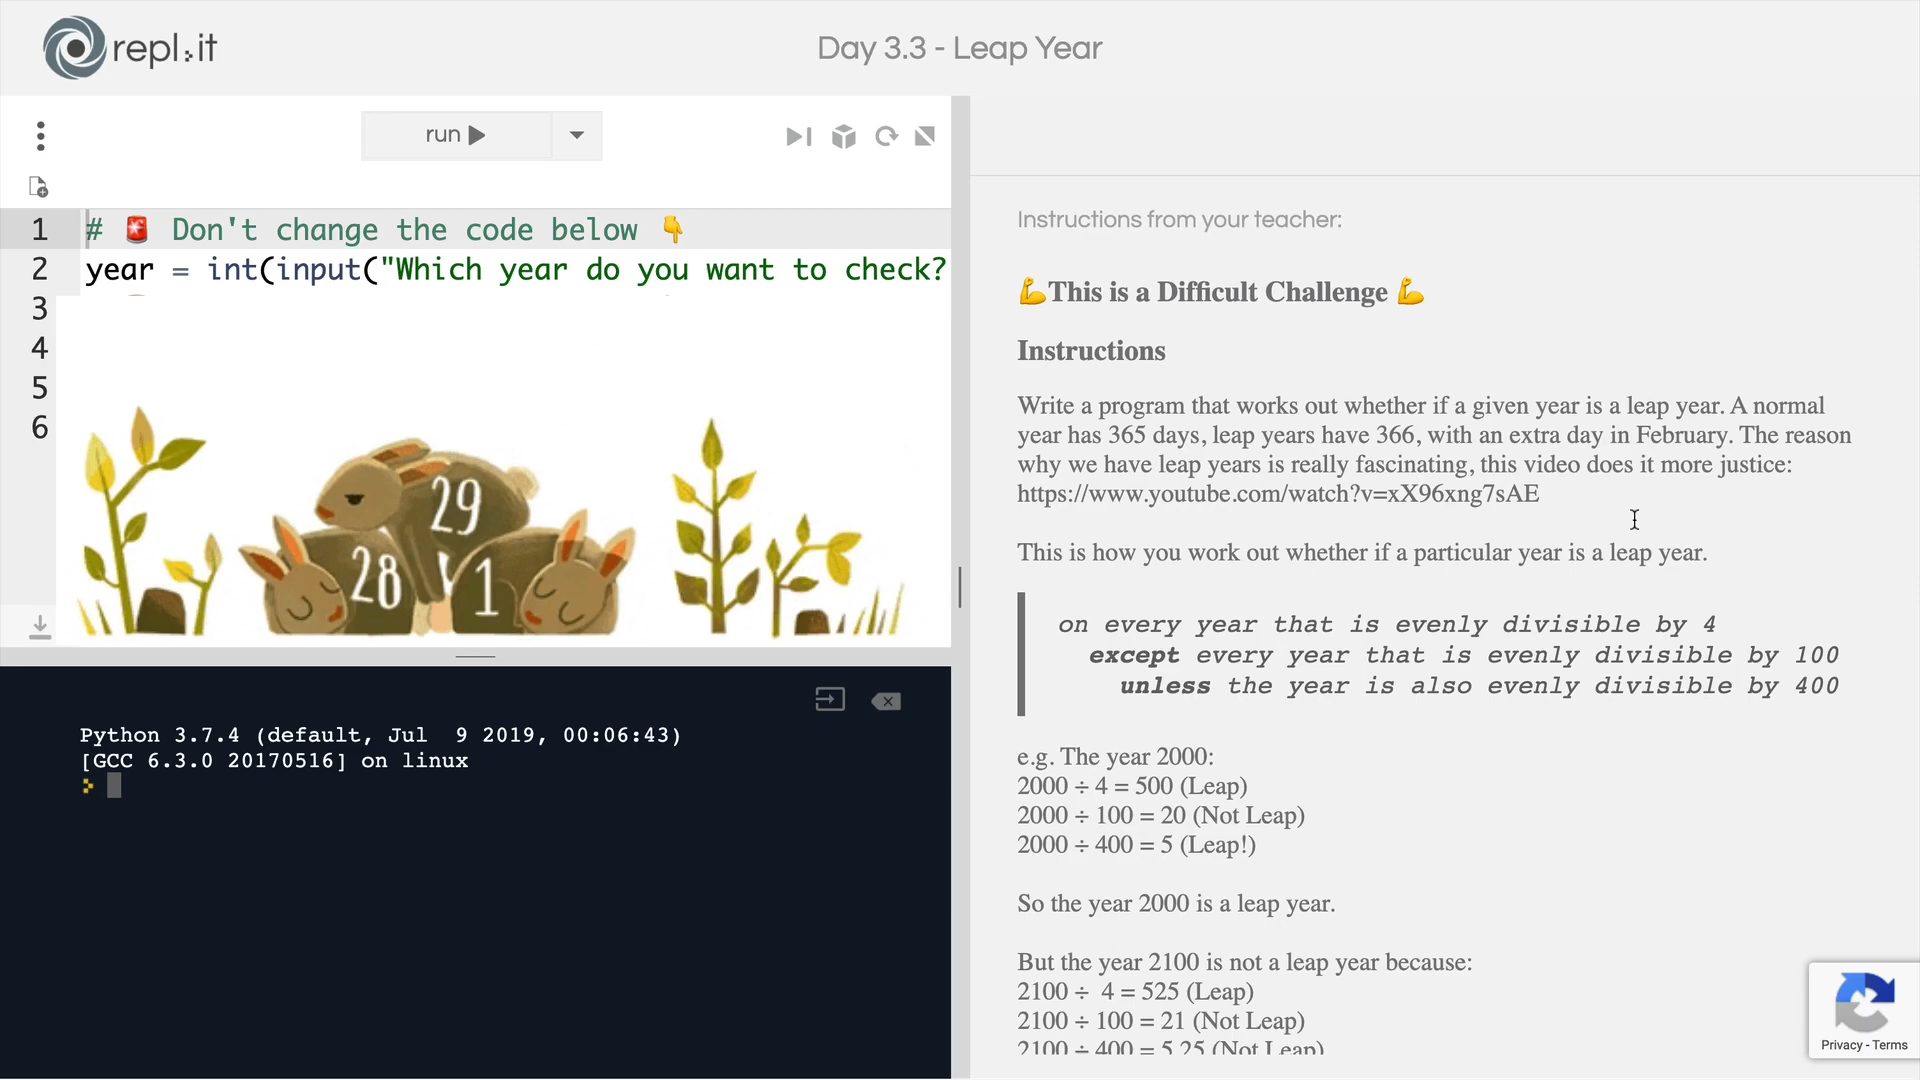 repl.it
Day 3.3 - Leap Year
run
1 # 🚨 Don't change the code below 👇
2 year = int(input("Which year do you want to check?
3
4
5
6
29
28
1
Python 3.7.4 (default, Jul  9 2019, 00:06:43)
[GCC 6.3.0 20170516] on linux
Instructions from your teacher:
💪This is a Difficult Challenge 💪
Instructions
Write a program that works out whether if a given year is a leap year. A normal
year has 365 days, leap years have 366, with an extra day in February. The reason
why we have leap years is really fascinating, this video does it more justice:
https://www.youtube.com/watch?v=xX96xng7sAE
This is how you work out whether if a particular year is a leap year.
on every year that is evenly divisible by 4
except every year that is evenly divisible by 100
unless the year is also evenly divisible by 400
e.g. The year 2000:
2000 ÷ 4 = 500 (Leap)
2000 ÷ 100 = 20 (Not Leap)
2000 ÷ 400 = 5 (Leap!)
So the year 2000 is a leap year.
But the year 2100 is not a leap year because:
2100 ÷  4 = 525 (Leap)
2100 ÷ 100 = 21 (Not Leap)
2100 ÷ 400 = 5.25 (Not Leap)
Privacy - Terms